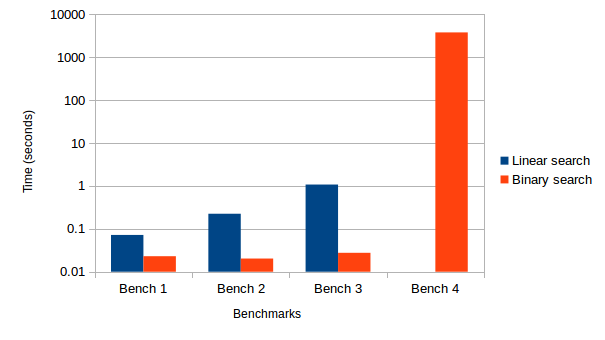 10000
1000
100
10
1
0.1
0.01
Time (seconds)
Bench 1
Bench 2
Bench 3
Bench 4
Benchmarks
Linear search
Binary search